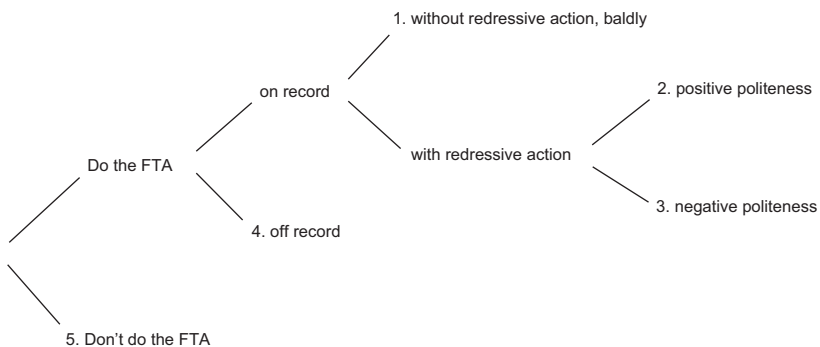 1. without redressive action, baldly
on record
2. positive politeness
with redressive action
Do the FTA
3. negative politeness
4. off record
5. Don't do the FTA